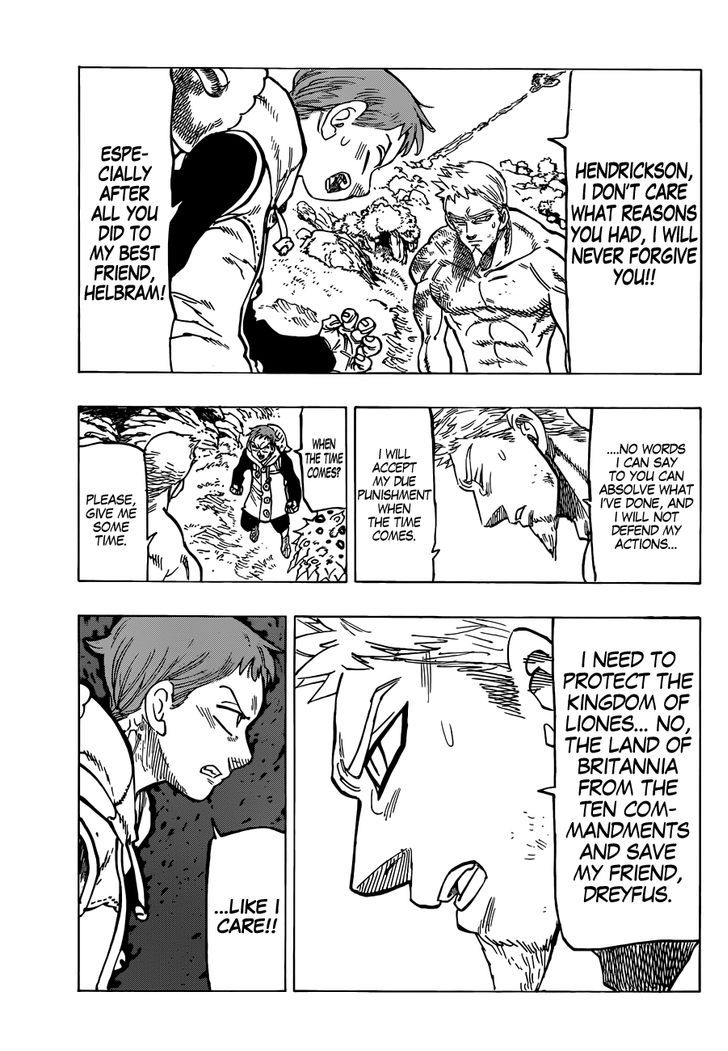 HENDRICKSON,
I DON'T CARE
WHAT REASONS
YOU HAD, I WILL
NEVER FORGIVE
YOU!!
ESPE-
CIALLY
AFTER
ALL YOU
DID TO
MY BEST
FRIEND,
HELBRAM!
....NO WORDS
I CAN SAY
TO YOU CAN
ABSOLVE WHAT
I'VE DONE, AND
I WILL NOT
DEFEND MY
ACTIONS...
I WILL
ACCEPT
MY DUE
PUNISHMENT
WHEN
THE TIME
COMES.
WHEN
THE TIME
COMES?
PLEASE,
GIVE ME
SOME
TIME.
I NEED TO
PROTECT THE
KINGDOM OF
LIONES... NO,
THE LAND OF
BRITANNIA
FROM THE
TEN COM-
MANDMENTS
AND SAVE
MY FRIEND,
DREYFUS.
...LIKE I
CARE!!